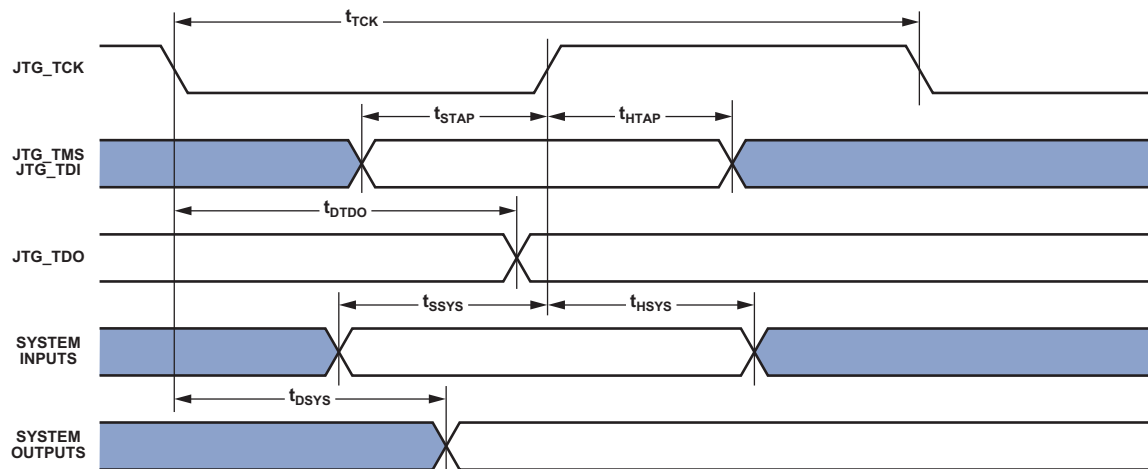 tTCK
JTG_TCK
tSTAP
tHTAP
JTG_TMS
JTG_TDI
tDTDO
JTG_TDO
tSSYS
tHSYS
SYSTEM
INPUTS
tDSYS
SYSTEM
OUTPUTS